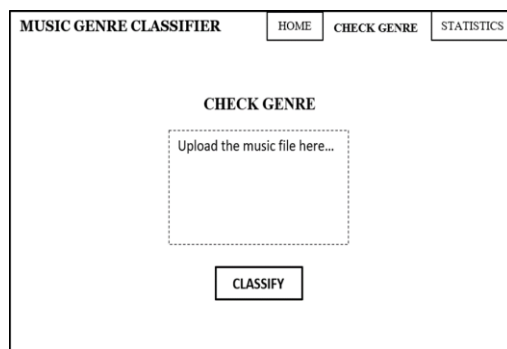 MUSIC GENRE CLASSIFIER HOME CHECK GENRE STATISTICS
CHECK GENRE
Upload the music file here...
CLASSIFY